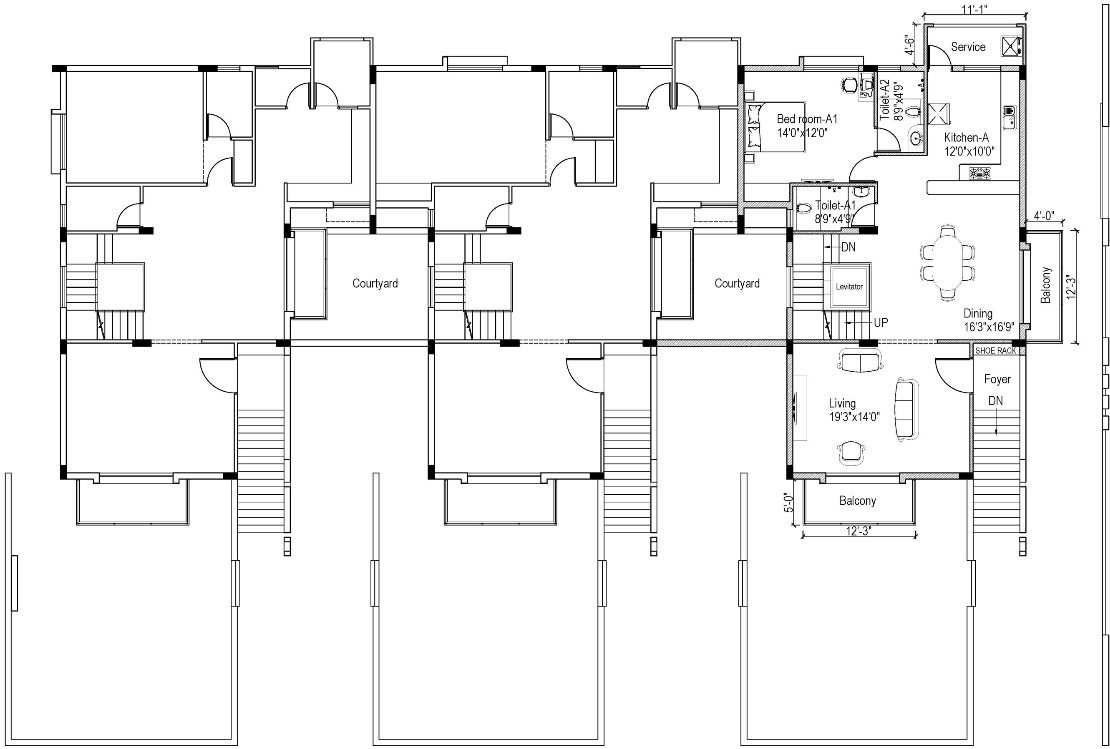 11'-1"
4'-6"
Service
Bed room-A1
14'0"x12'0"
Toilet-A2
8'9"x4'9"
Kitchen-A
12'0"x10'0"
Toilet-A1
8'9"x4'9"
4'-0"
Balcony
12'-3"
DN
Levitator
UP
Courtyard
Courtyard
Dining
16'3"x16'9"
SHOE RACK
Foyer
DN
Living
19'3"x14'0"
Balcony
5'-0"
12'-3"